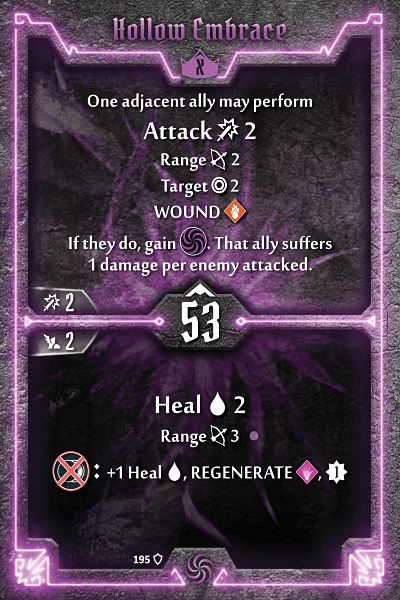 Hollow Embrace
X
One adjacent ally may perform
Attack 2
Range 2
Target 2
WOUND
If they do, gain . That ally suffers
1 damage per enemy attacked.
2
53
2
Heal 2
Range 3
: +1 Heal , REGENERATE , 1
195